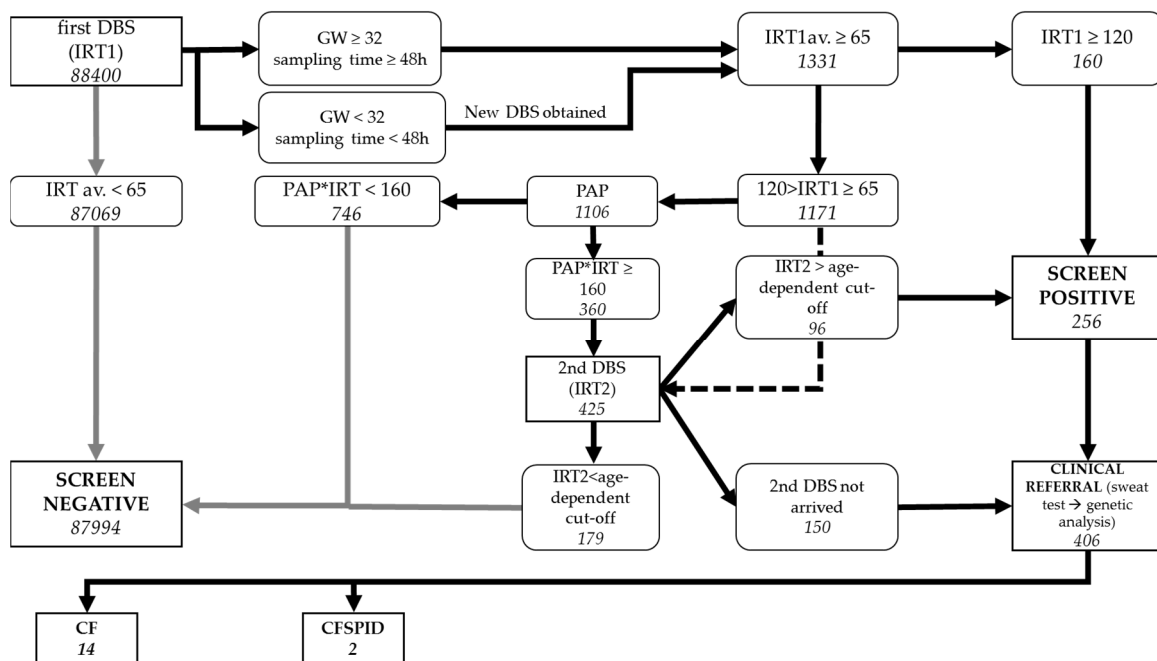 first DBS
(IRT1)
88400
GW ≥ 32
sampling time ≥ 48h
IRT1av. ≥ 65
1331
IRT1 ≥ 120
160
GW < 32
sampling time < 48h
New DBS obtained
IRT av. < 65
87069
PAP*IRT < 160
746
PAP
1106
120>IRT1 ≥ 65
1171
PAP*IRT ≥
160
360
IRT2 > age-
dependent cut-
off
96
SCREEN
POSITIVE
256
2nd DBS
(IRT2)
425
SCREEN
NEGATIVE
87994
IRT2<age-
dependent
cut-off
179
2nd DBS not
arrived
150
CLINICAL
REFERRAL (sweat
test → genetic
analysis)
406
CF
14
CFSPID
2